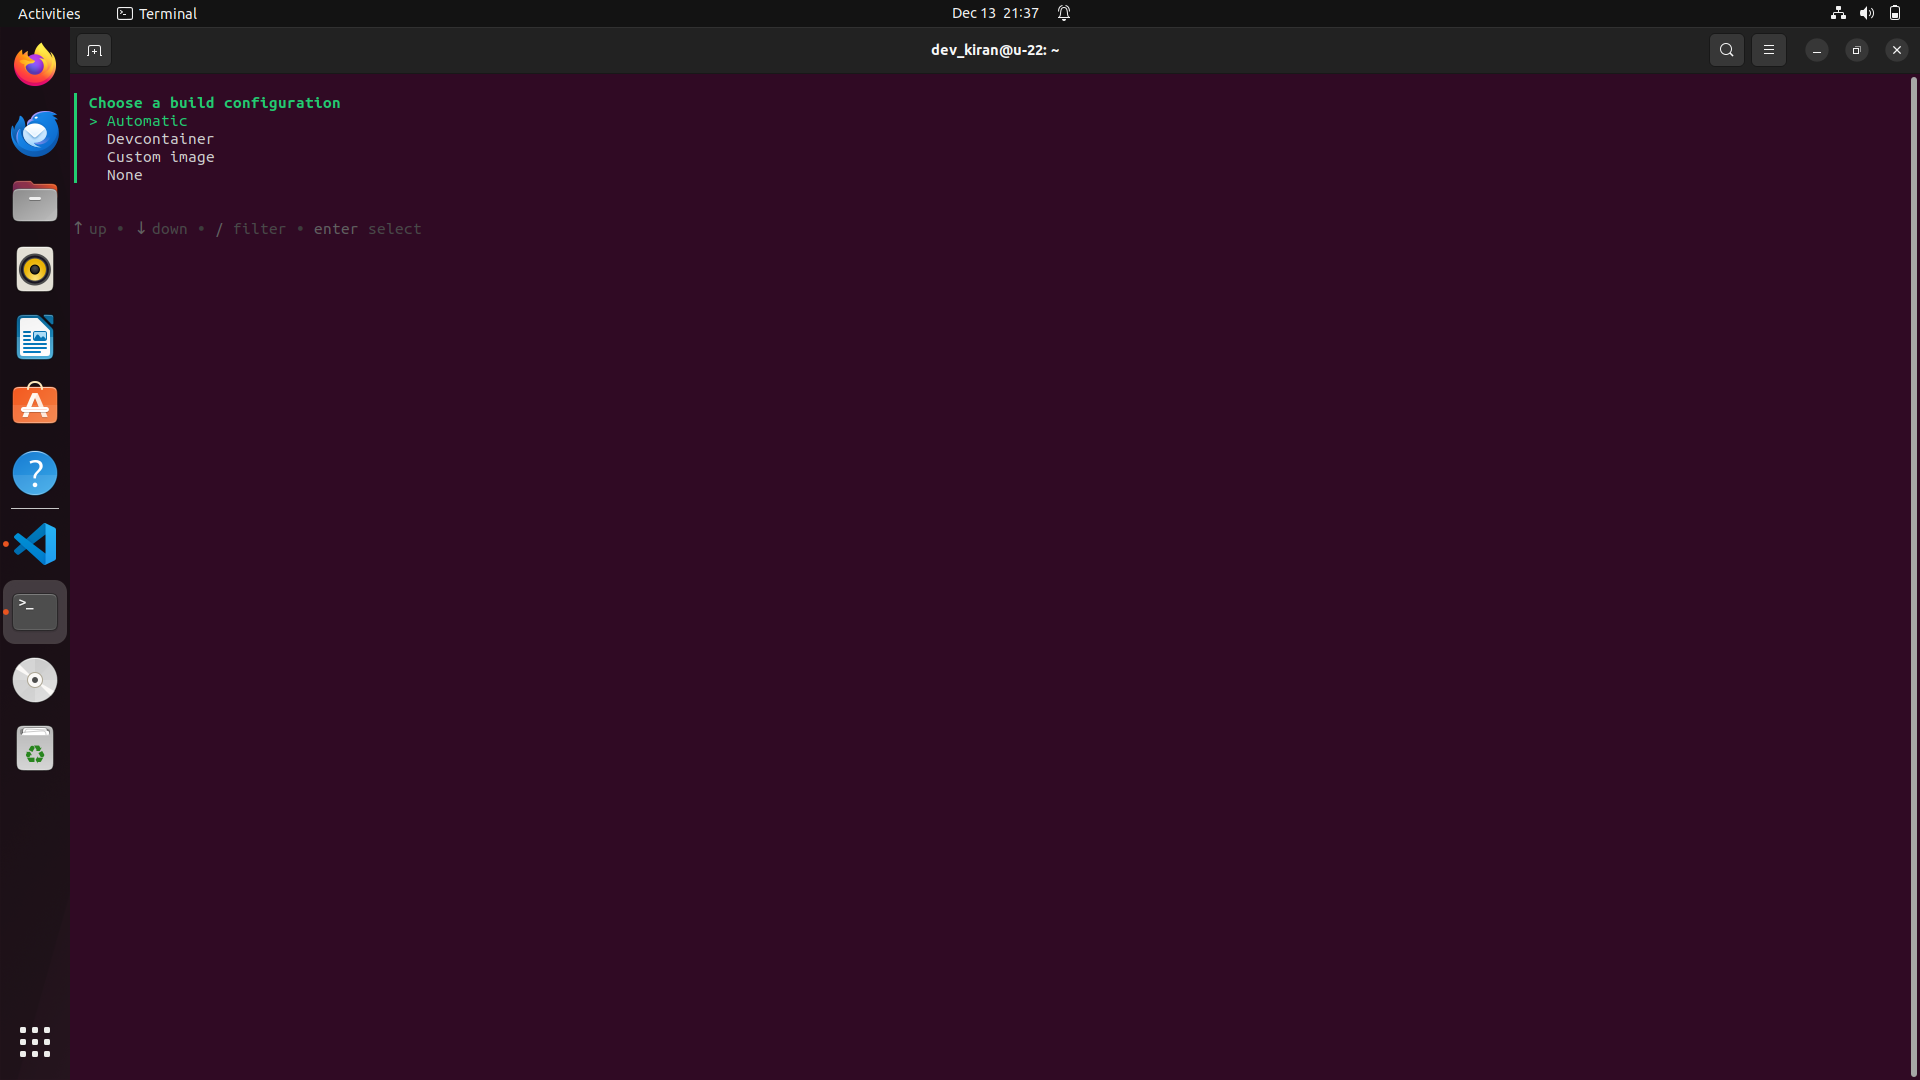 Activities
Terminal
Dec 13 21:37
dev_kiran@u-22: ~
Choose a build configuration
> Automatic
Devcontainer
Custom image
None
↑ up • ↓ down • / filter • enter select
>_
?